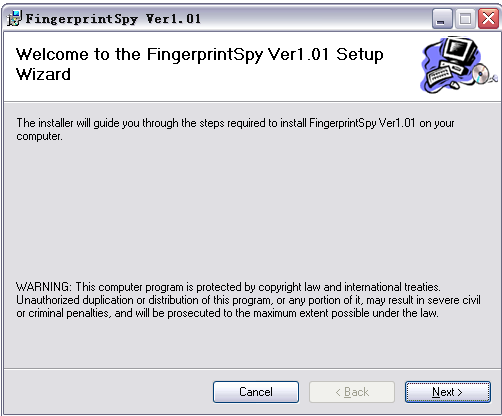 FingerprintSpy Ver1.01
Welcome to the FingerprintSpy Ver1.01 Setup
Wizard
The installer will guide you through the steps required to install FingerprintSpy Ver1.01 on your
computer.
WARNING: This computer program is protected by copyright law and international treaties.
Unauthorized duplication or distribution of this program, or any portion of it, may result in severe civil
or criminal penalties, and will be prosecuted to the maximum extent possible under the law.
Cancel
< Back
Next >